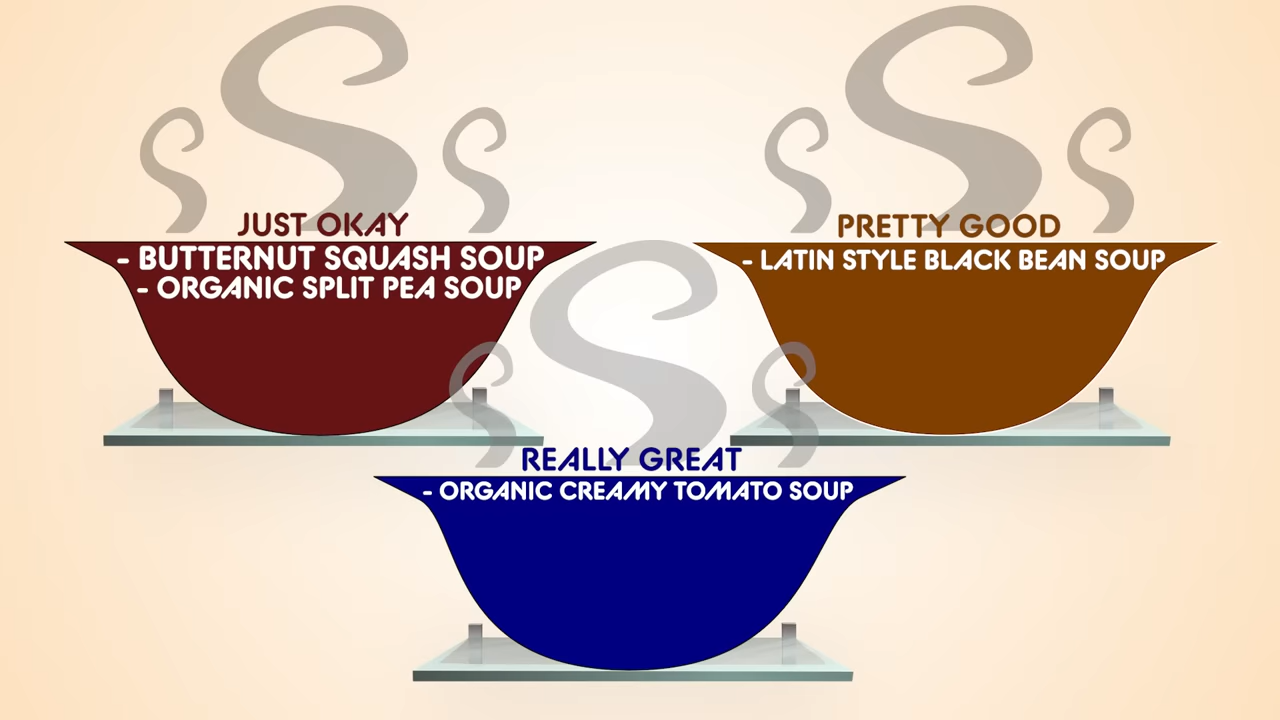 JUST OKAY
- BUTTERNUT SQUASH SOUP
- ORGANIC SPLIT PEA SOUP
PRETTY GOOD
- LATIN STYLE BLACK BEAN SOUP
REALLY GREAT
- ORGANIC CREAMY TOMATO SOUP